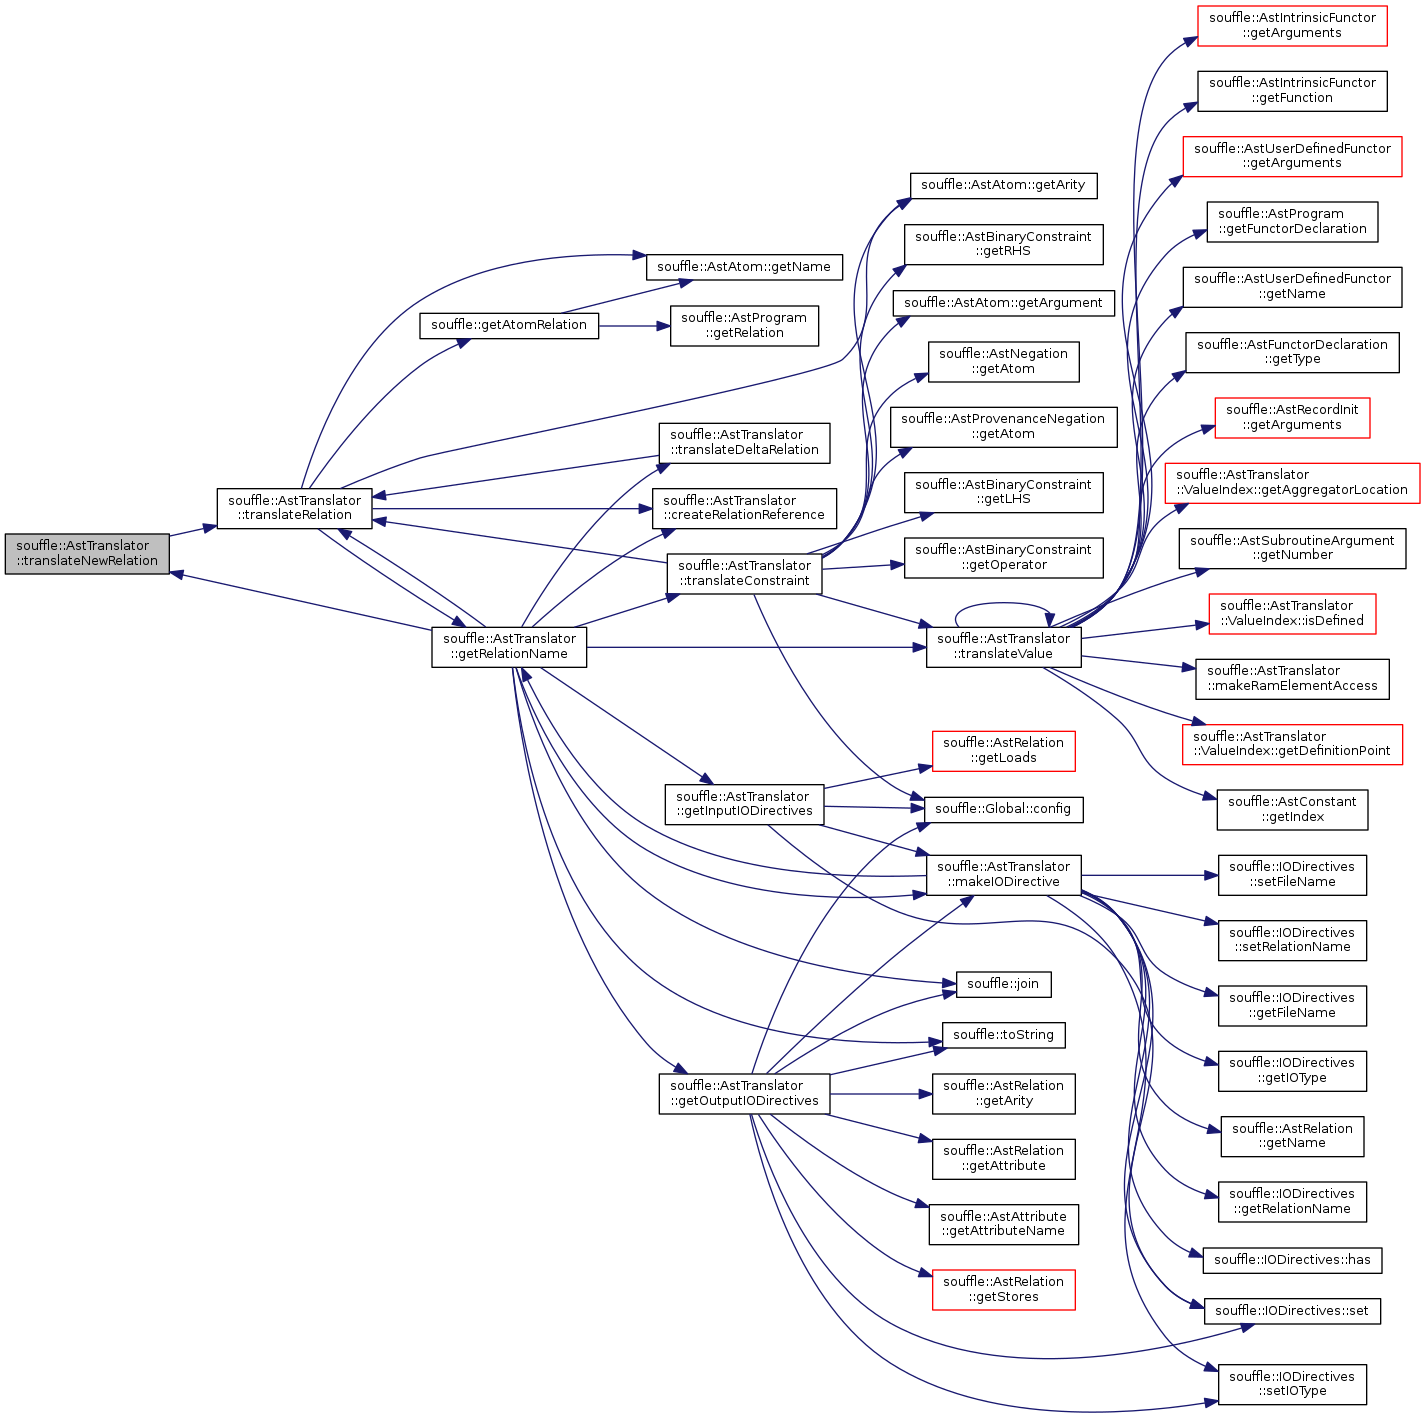 souffle::AstTranslator
::translateNewRelation
souffle::AstTranslator
::translateRelation
souffle::AstTranslator
::getRelationName
souffle::getAtomRelation
souffle::AstAtom::getName
souffle::AstProgram
::getRelation
souffle::AstTranslator
::translateDeltaRelation
souffle::AstTranslator
::createRelationReference
souffle::AstTranslator
::translateConstraint
souffle::AstTranslator
::getInputIODirectives
souffle::AstTranslator
::getOutputIODirectives
souffle::AstAtom::getArity
souffle::AstBinaryConstraint
::getRHS
souffle::AstAtom::getArgument
souffle::AstNegation
::getAtom
souffle::AstProvenanceNegation
::getAtom
souffle::AstBinaryConstraint
::getLHS
souffle::AstBinaryConstraint
::getOperator
souffle::AstTranslator
::translateValue
souffle::AstRelation
::getLoads
souffle::Global::config
souffle::AstTranslator
::makeIODirective
souffle::join
souffle::toString
souffle::AstRelation
::getArity
souffle::AstRelation
::getAttribute
souffle::AstAttribute
::getAttributeName
souffle::AstRelation
::getStores
souffle::AstIntrinsicFunctor
::getArguments
souffle::AstIntrinsicFunctor
::getFunction
souffle::AstUserDefinedFunctor
::getArguments
souffle::AstProgram
::getFunctorDeclaration
souffle::AstUserDefinedFunctor
::getName
souffle::AstFunctorDeclaration
::getType
souffle::AstRecordInit
::getArguments
souffle::AstTranslator
::ValueIndex::getAggregatorLocation
souffle::AstSubroutineArgument
::getNumber
souffle::AstTranslator
::ValueIndex::isDefined
souffle::AstTranslator
::makeRamElementAccess
souffle::AstTranslator
::ValueIndex::getDefinitionPoint
souffle::AstConstant
::getIndex
souffle::IODirectives
::setFileName
souffle::IODirectives
::setRelationName
souffle::IODirectives
::getFileName
souffle::IODirectives
::getIOType
souffle::AstRelation
::getName
souffle::IODirectives
::getRelationName
souffle::IODirectives::has
souffle::IODirectives::set
souffle::IODirectives
::setIOType